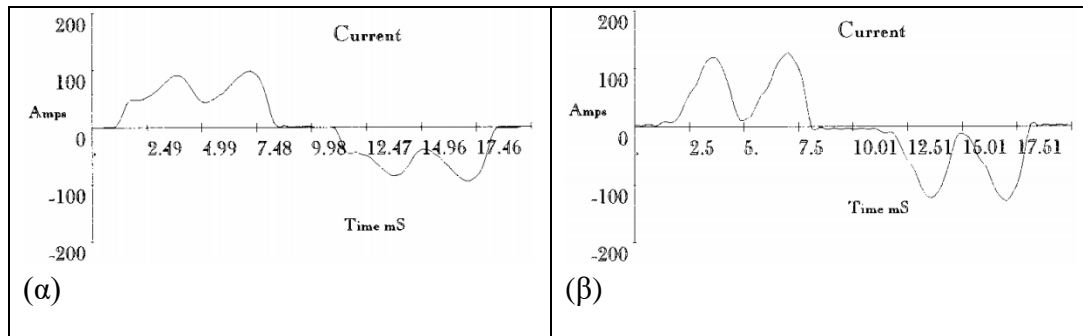 200
Current
100
Amps
0
2.49 4.99 7.48 9.98 12.47 14.96 17.46
-100
Time mS
-200
(α)
200
Current
100
Amps
0
2.5 5. 7.5 10.01 12.51 15.01 17.51
-100
Time mS
-200
(β)